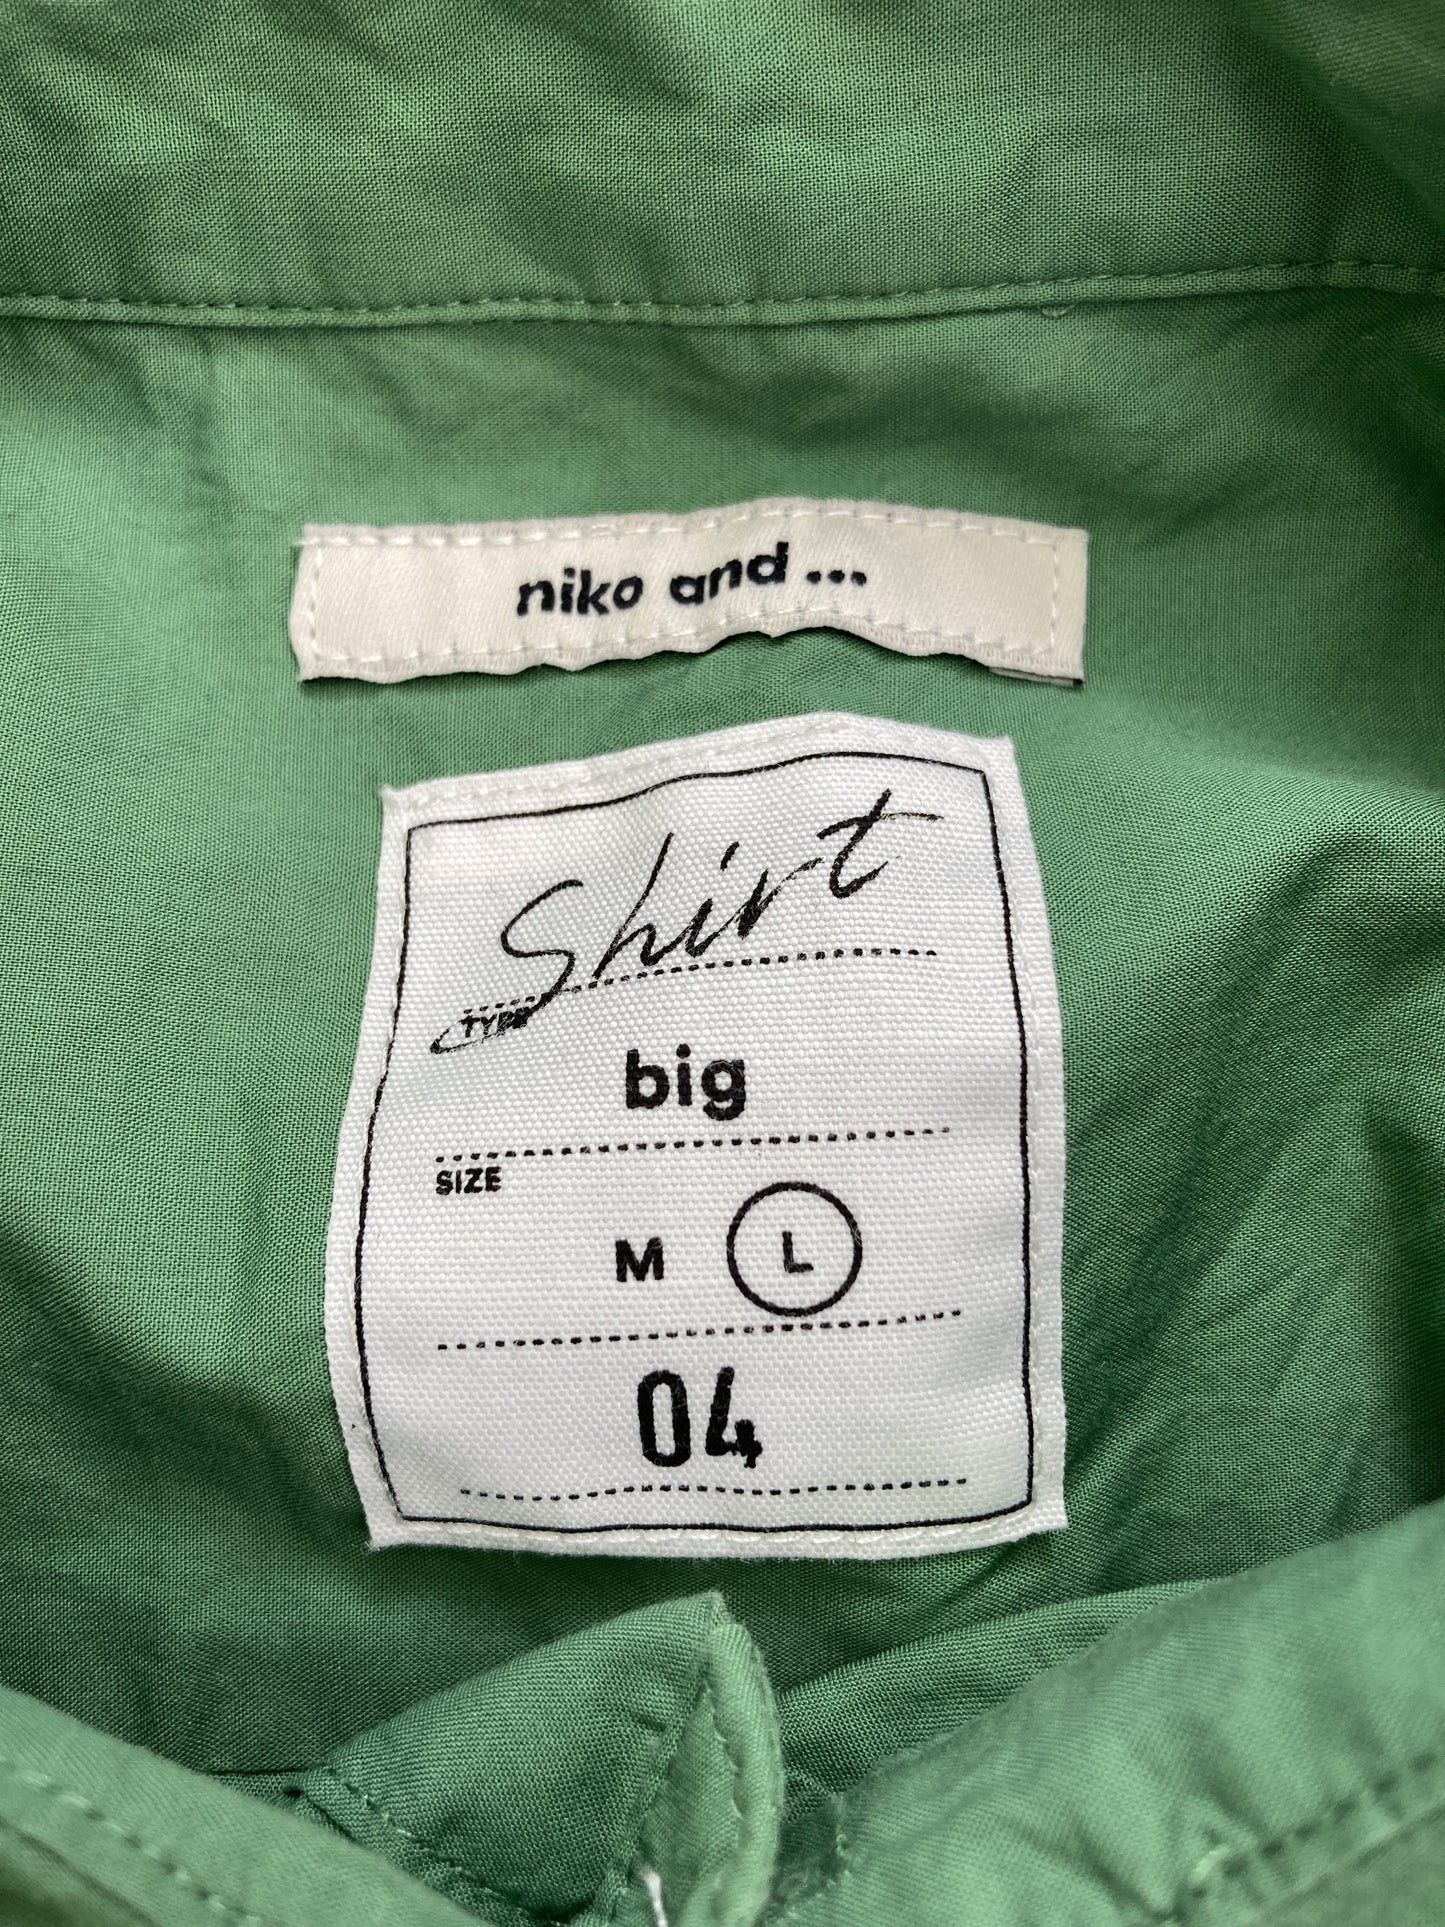 niko and...
Shirt
TYPE
big
SIZE
M L
04